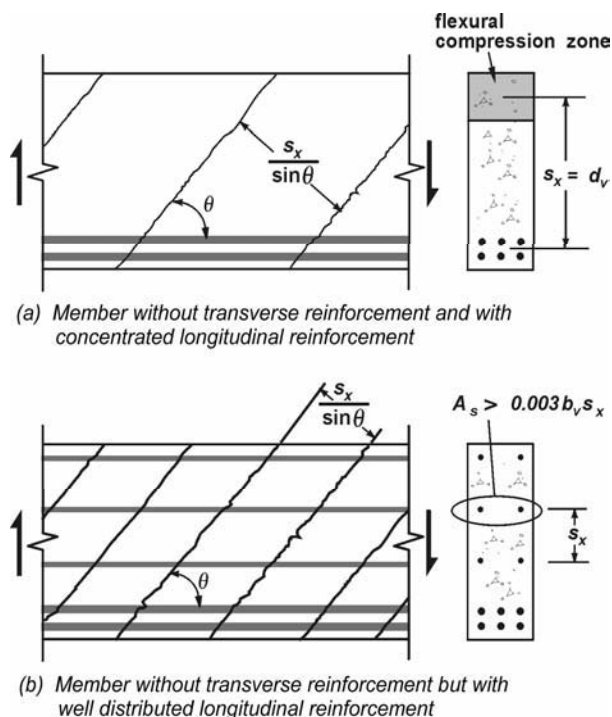 flexural
compression zone
s_x
sinθ
θ
s_x = d_v
(a) Member without transverse reinforcement and with
concentrated longitudinal reinforcement
s_x
sinθ
A_s > 0.003 b_v s_x
θ
s_x
(b) Member without transverse reinforcement but with
well distributed longitudinal reinforcement